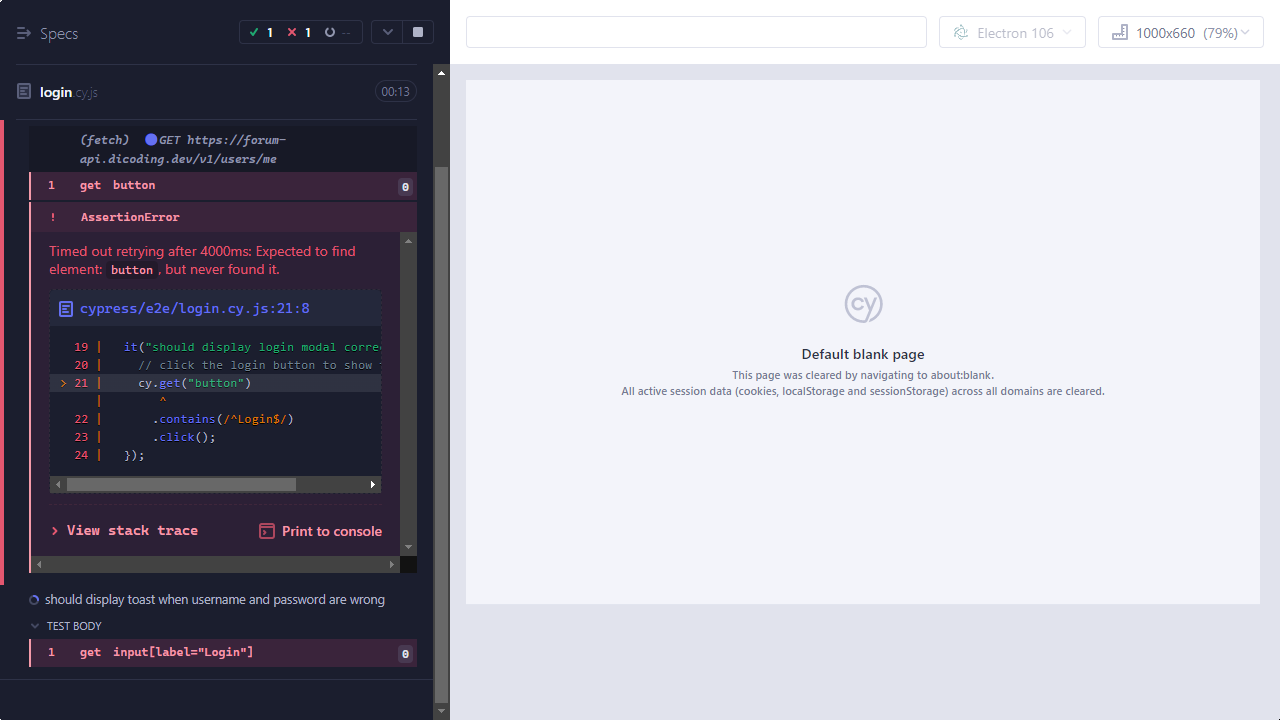 Specs
1 1 --
login.cy.js 00:13
(fetch) GET https://forum-
api.dicoding.dev/v1/users/me
1 get button 0
! AssertionError
Timed out retrying after 4000ms: Expected to find
element: button, but never found it.
cypress/e2e/login.cy.js:21:8
19 | it("should display login modal corre
20 | // click the login button to show
> 21 | cy.get("button")
| ^
22 | .contains(/^Login$/)
23 | .click();
24 | });
View stack trace Print to console
should display toast when username and password are wrong
TEST BODY
1 get input[label="Login"] 0
Electron 106
1000x660 (79%)
cy
Default blank page
This page was cleared by navigating to about:blank.
All active session data (cookies, localStorage and sessionStorage) across all domains are cleared.